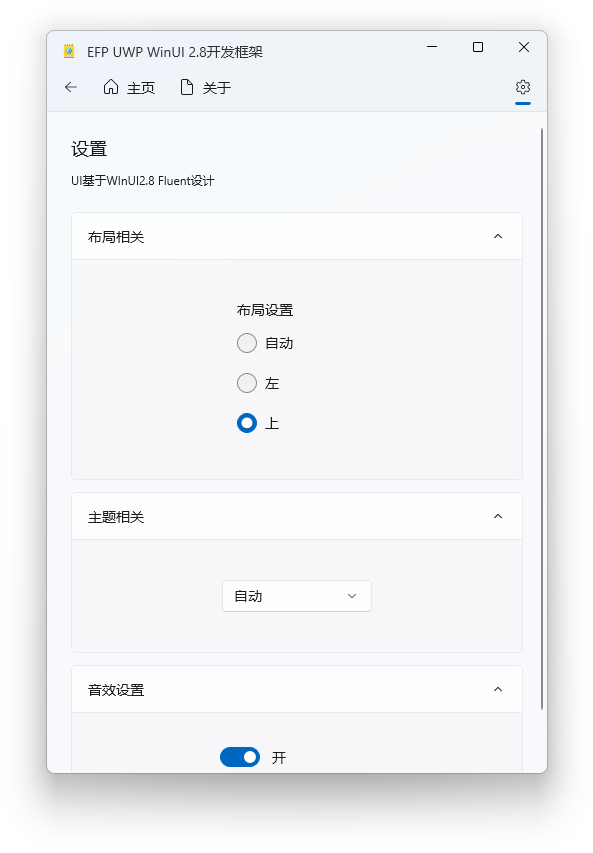 EFP UWP WinUI 2.8开发框架
主页 关于
设置
UI基于WInUI2.8 Fluent设计
布局相关
布局设置
自动
左
上
主题相关
自动
音效设置
开